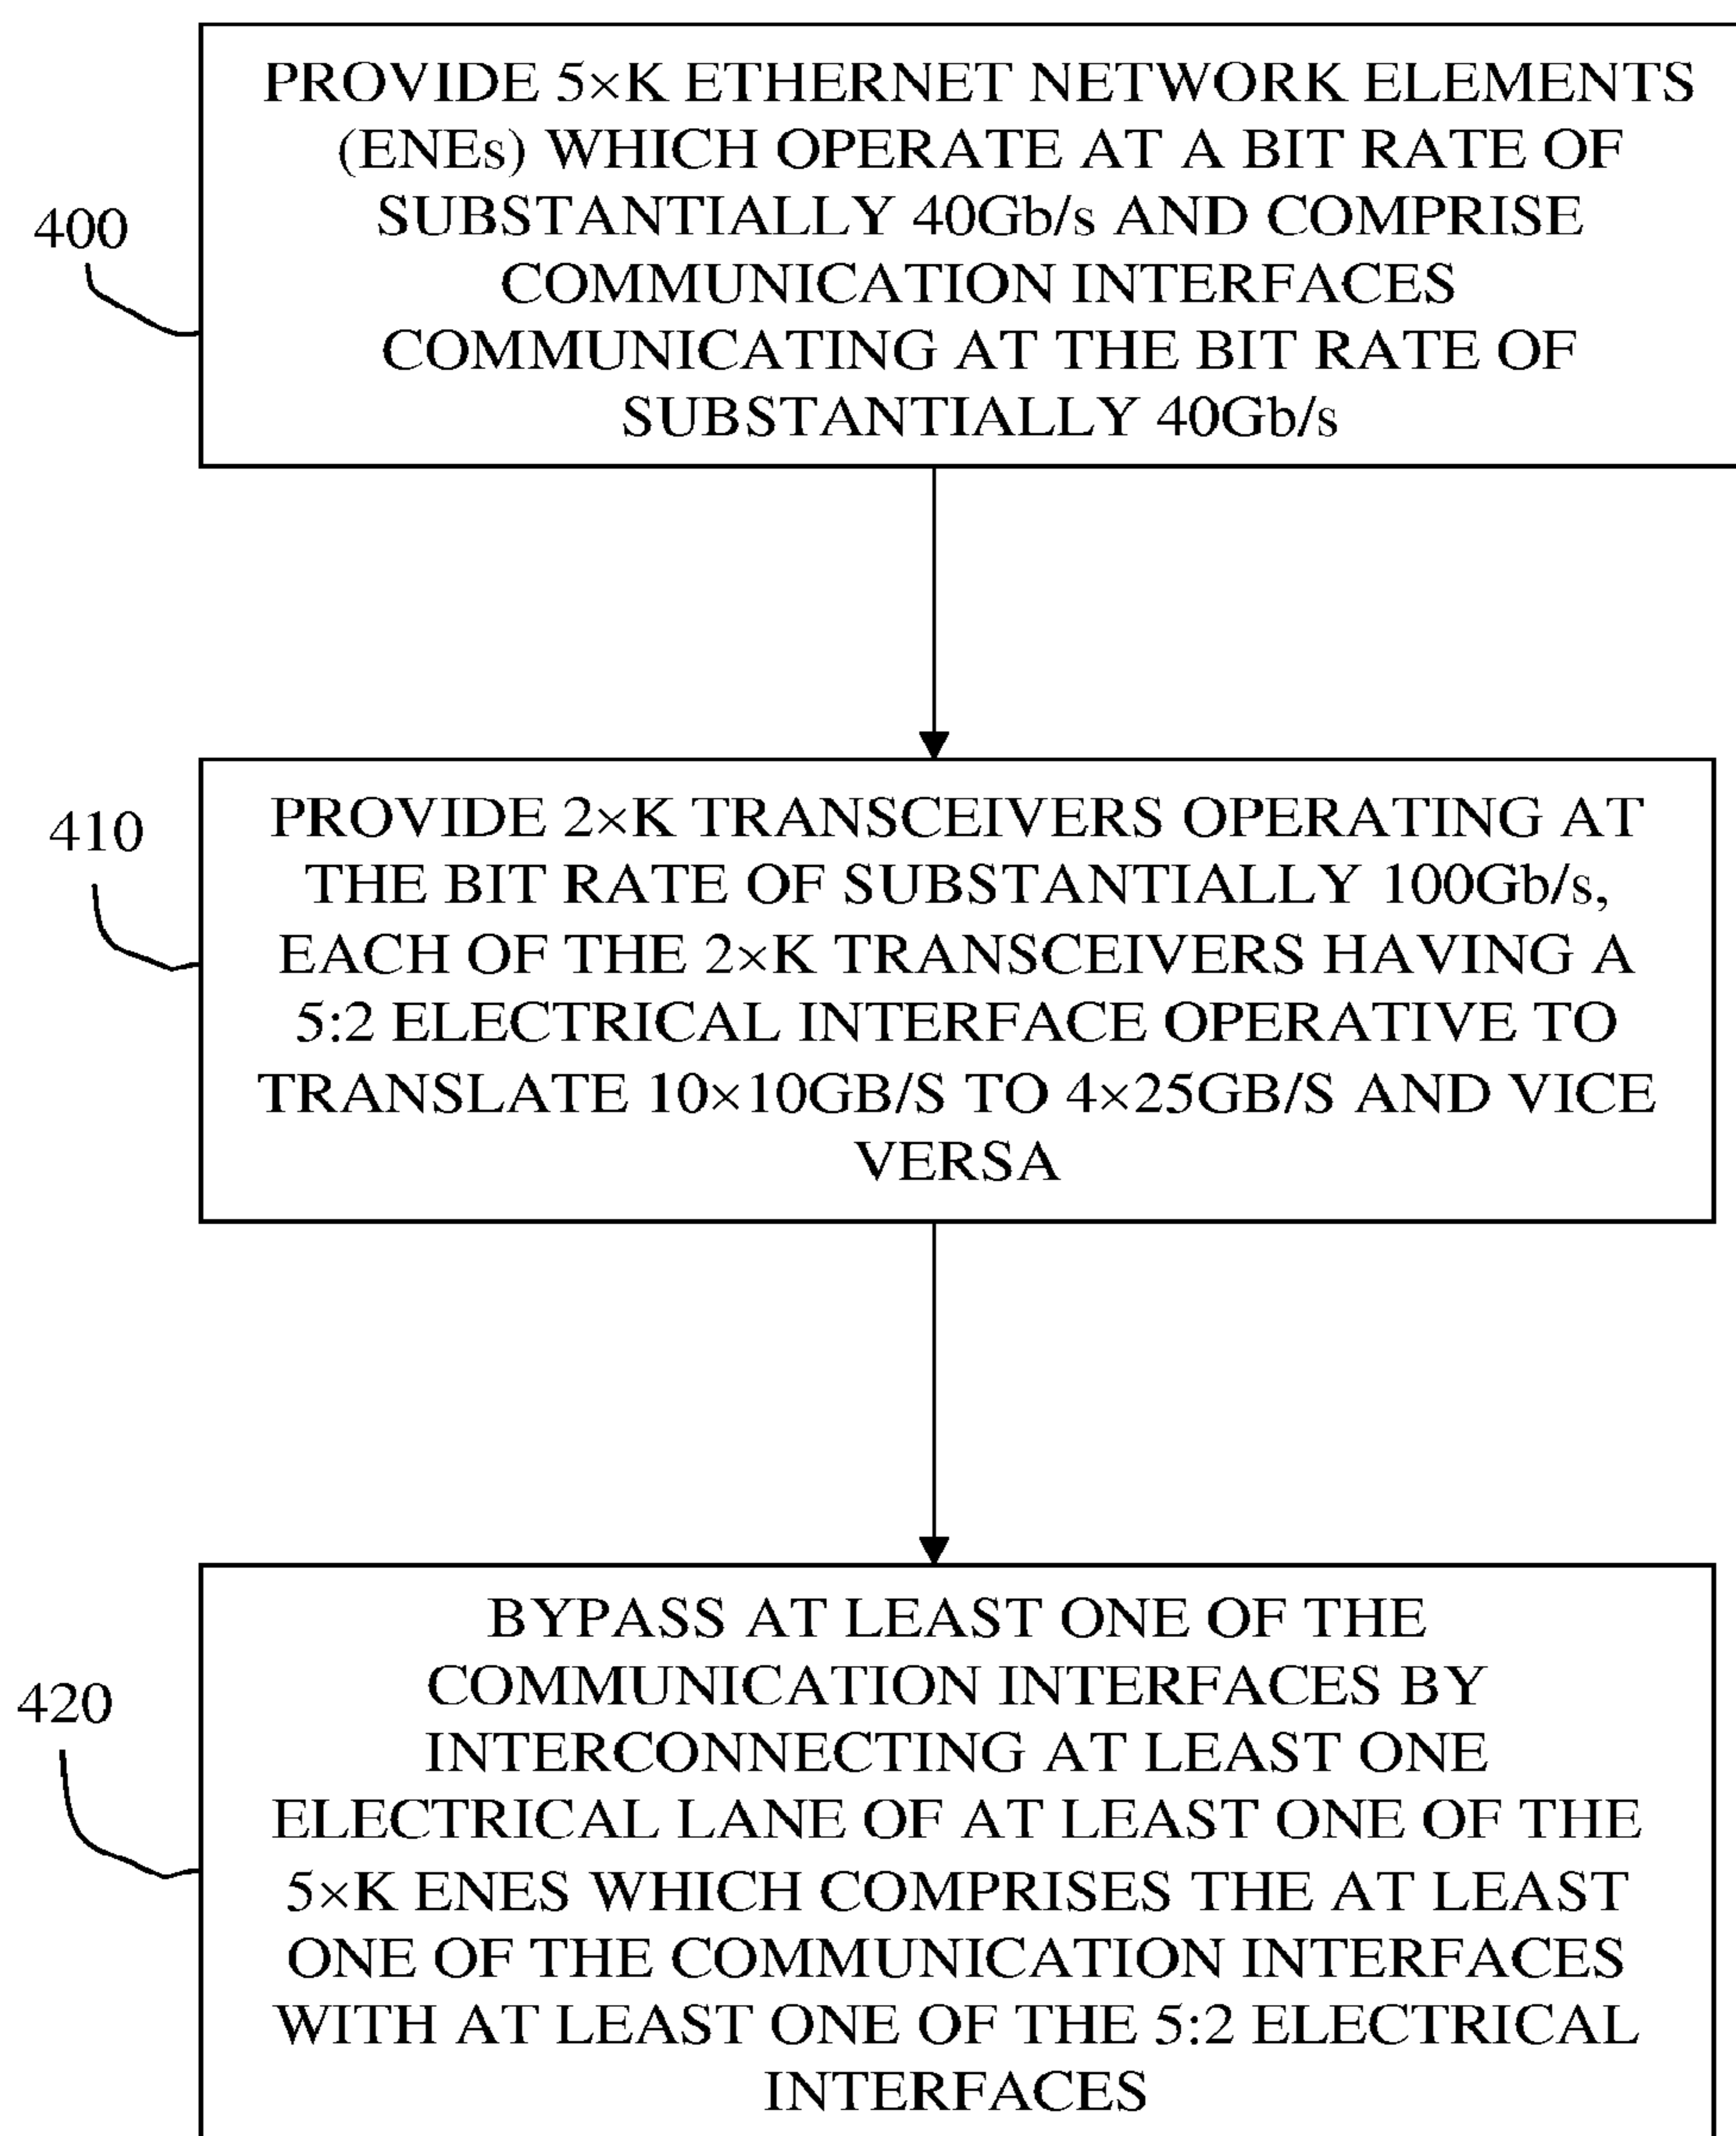 PROVIDE 5×K ETHERNET NETWORK ELEMENTS
(ENEs) WHICH OPERATE AT A BIT RATE OF
SUBSTANTIALLY 40Gb/s AND COMPRISE
COMMUNICATION INTERFACES
COMMUNICATING AT THE BIT RATE OF
SUBSTANTIALLY 40Gb/s
400
PROVIDE 2×K TRANSCEIVERS OPERATING AT
THE BIT RATE OF SUBSTANTIALLY 100Gb/s,
EACH OF THE 2×K TRANSCEIVERS HAVING A
5:2 ELECTRICAL INTERFACE OPERATIVE TO
TRANSLATE 10×10GB/S TO 4×25GB/S AND VICE
VERSA
410
BYPASS AT LEAST ONE OF THE
COMMUNICATION INTERFACES BY
INTERCONNECTING AT LEAST ONE
ELECTRICAL LANE OF AT LEAST ONE OF THE
5×K ENES WHICH COMPRISES THE AT LEAST
ONE OF THE COMMUNICATION INTERFACES
WITH AT LEAST ONE OF THE 5:2 ELECTRICAL
INTERFACES
420